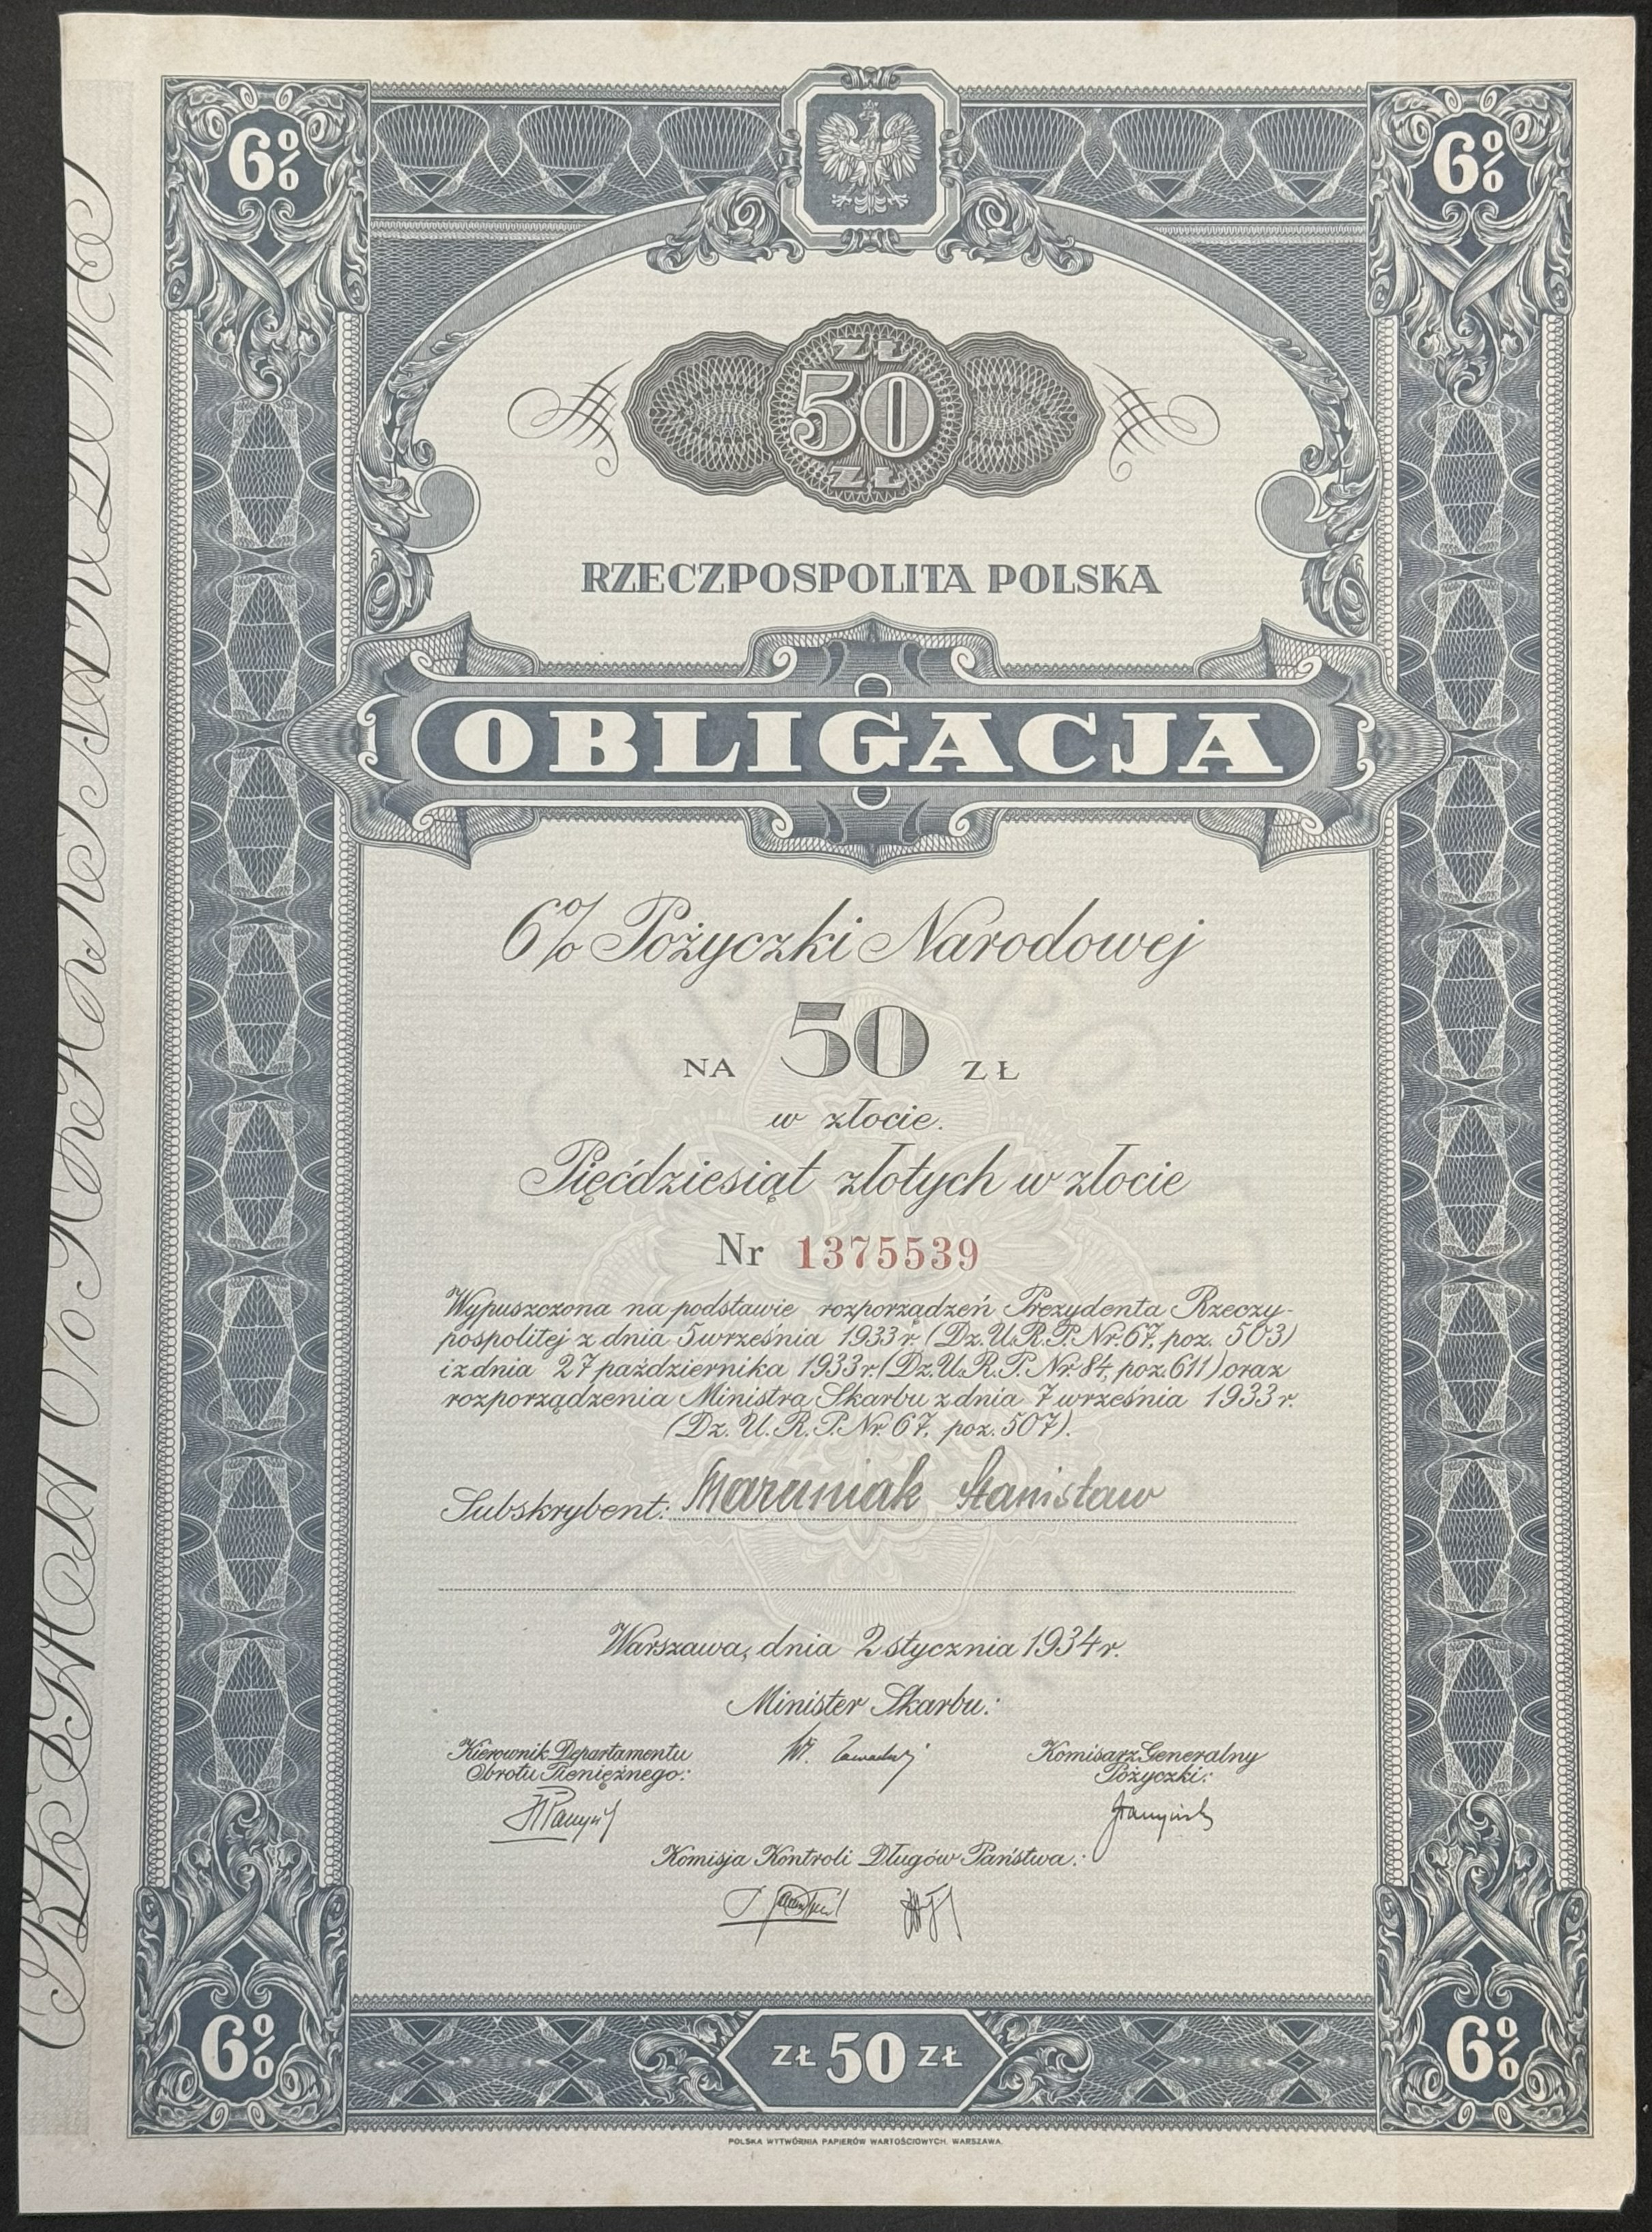 6%
6%
ZŁ
50
ZŁ
RZECZPOSPOLITA POLSKA
OBLIGACJA
6% Pożyczki Narodowej
NA 50 ZŁ
w złocie.
Pięćdziesiąt złotych w złocie
Nr 1375539
Wypuszczona na podstawie rozporządzeń Prezydenta Rzeczy-
pospolitej z dnia 5 września 1933 r. (Dz. U. R. P. Nr. 67, poz. 503)
i z dnia 27 października 1933 r. (Dz. U. R. P. Nr. 84, poz. 611) oraz
rozporządzenia Ministra Skarbu z dnia 7 września 1933 r.
(Dz. U. R. P. Nr. 67, poz. 507).
Subskrybent: Stanisław
Warszawa, dnia 2 stycznia 1934 r.
Minister Skarbu:
Kierownik Departamentu
Obrotu Pieniężnego:
Komisarz Generalny
Pożyczki:
Komisja Kontroli Długów Państwa:
6%
ZŁ 50 ZŁ
6%
POLSKA WYTWÓRNIA PAPIERÓW WARTOŚCIOWYCH. WARSZAWA.